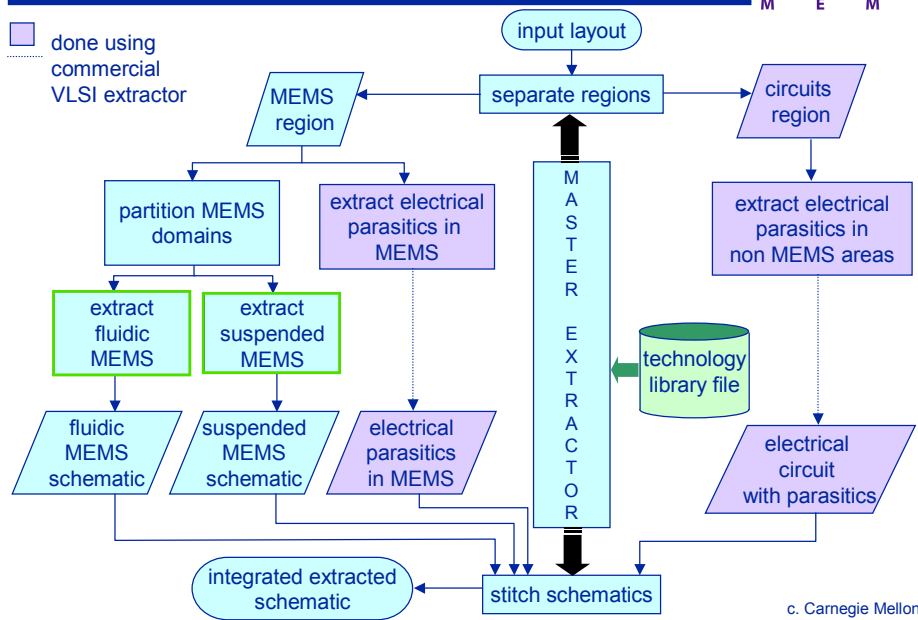 M E M
done using
commercial
VLSI extractor
input layout
MEMS
region
separate regions
circuits
region
partition MEMS
domains
extract electrical
parasitics in
MEMS
MASTER EXTRACTOR
extract electrical
parasitics in
non MEMS areas
extract
fluidic
MEMS
extract
suspended
MEMS
technology
library file
fluidic
MEMS
schematic
suspended
MEMS
schematic
electrical
parasitics
in MEMS
electrical
circuit
with parasitics
integrated extracted
schematic
stitch schematics
c. Carnegie Mellon